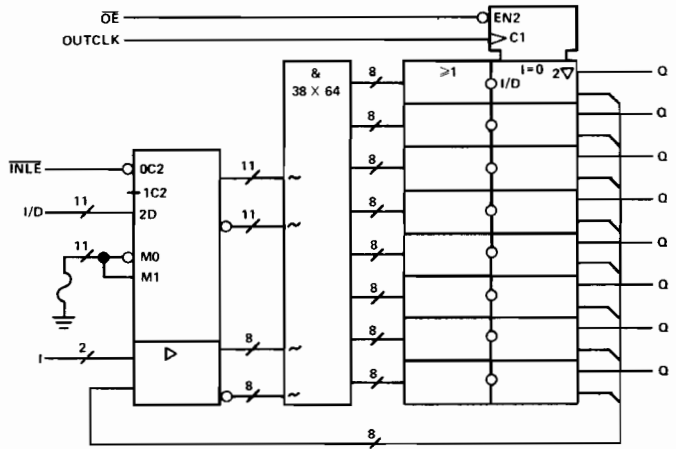 OE
EN2
OUTCLK
C1
&
38 X 64
8
≥1
I=0
2▽
I/D
Q
8
Q
8
Q
8
Q
8
Q
8
Q
8
Q
8
Q
INLE
0C2
1C2
I/D
11
2D
11
M0
M1
11
~
11
~
I
2
▷
8
~
8
~
8